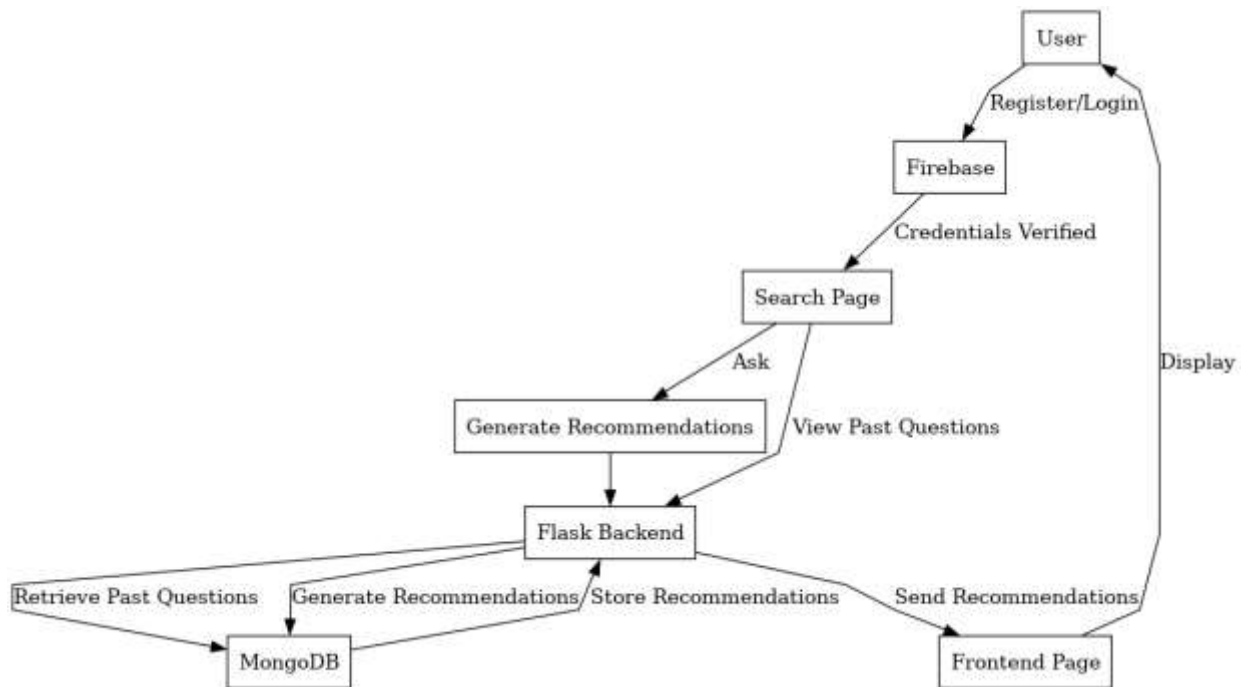 User
Register/Login
Firebase
Credentials Verified
Search Page
Ask
Display
Generate Recommendations
View Past Questions
Flask Backend
Retrieve Past Questions
Generate Recommendations
Store Recommendations
Send Recommendations
MongoDB
Frontend Page